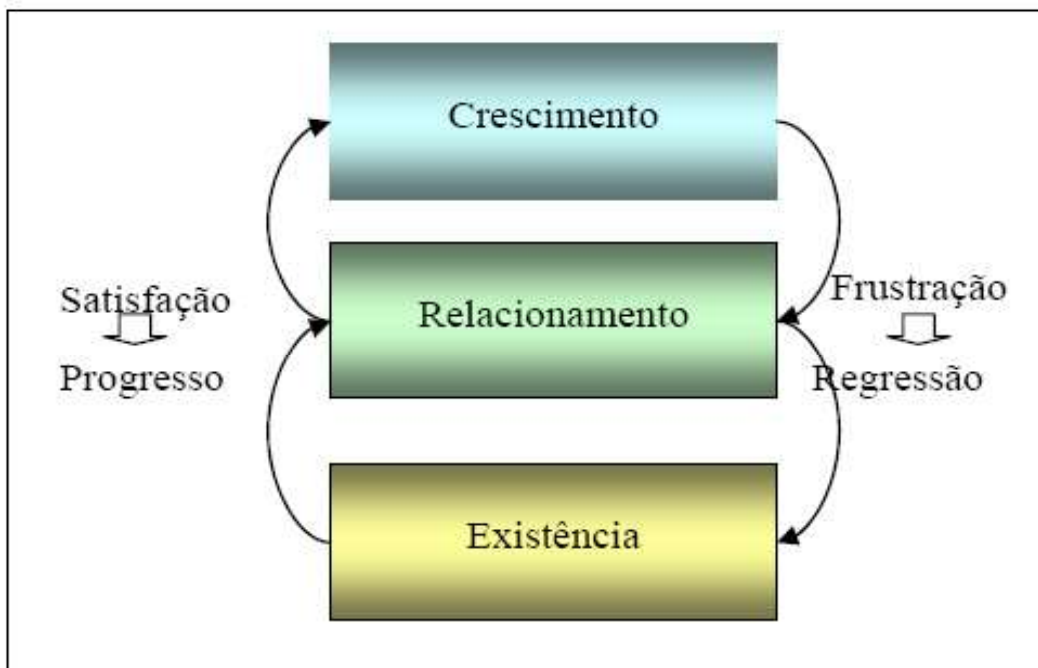 Crescimento
Satisfação
Progresso
Relacionamento
Frustração
Regressão
Existência